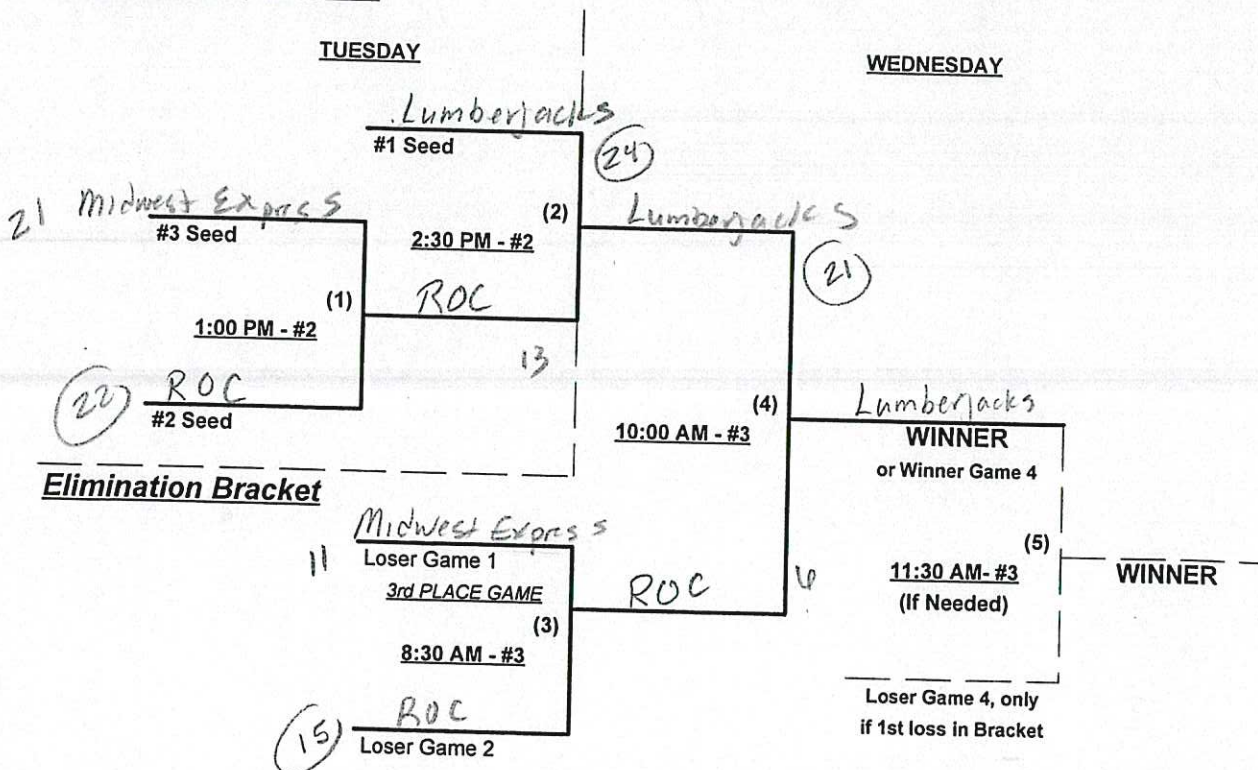 TUESDAY
WEDNESDAY
Lumberjacks
#1 Seed
24
21 Midwest Expres S
#3 Seed
(2)
2:30 PM - #2
Lumberjacks
21
(1)
ROC
1:00 PM - #2
13
22 ROC
#2 Seed
(4)
10:00 AM - #3
Lumberjacks
WINNER
or Winner Game 4
Elimination Bracket
Midwest Expres s
11
Loser Game 1
3rd PLACE GAME
(3)
8:30 AM - #3
ROC
(5)
11:30 AM- #3
(If Needed)
WINNER
ROC
15
Loser Game 2
Loser Game 4, only
if 1st loss in Bracket